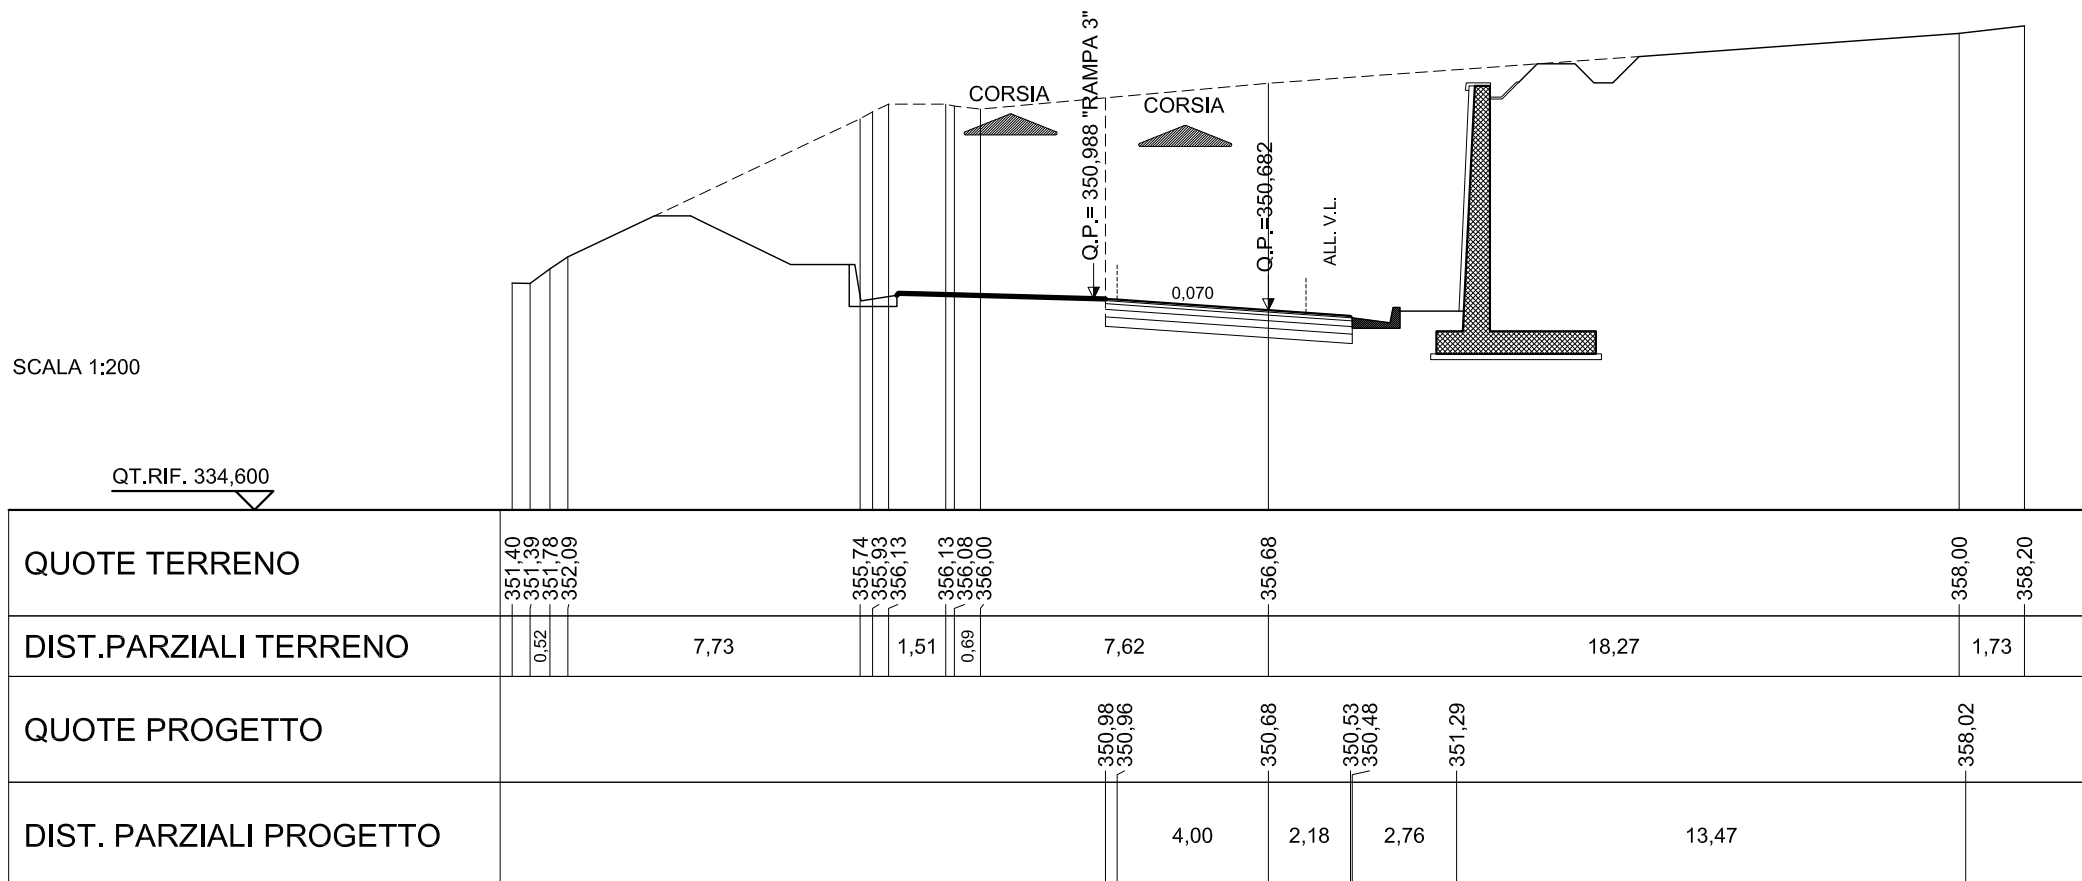 Q.P.= 350,988 "RAMPA 3"
CORSIA
CORSIA
Q.P.=350,682
ALL. V.L.
0,070
SCALA 1:200
QT.RIF. 334,600
QUOTE TERRENO
351,40
351,39
351,78
352,09
355,74
355,93
356,13
356,13
356,08
356,00
356,68
358,00
358,20
DIST.PARZIALI TERRENO
0,52
7,73
1,51
0,69
7,62
18,27
1,73
QUOTE PROGETTO
350,98
350,96
350,68
350,53
350,48
351,29
358,02
DIST. PARZIALI PROGETTO
4,00
2,18
2,76
13,47